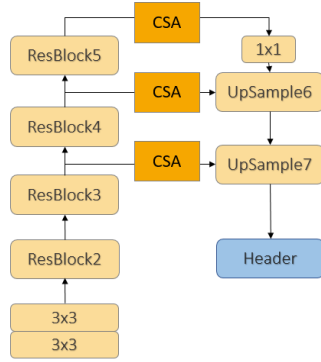 CSA
ResBlock5
1x1
CSA
UpSample6
ResBlock4
CSA
UpSample7
ResBlock3
ResBlock2
Header
3x3
3x3